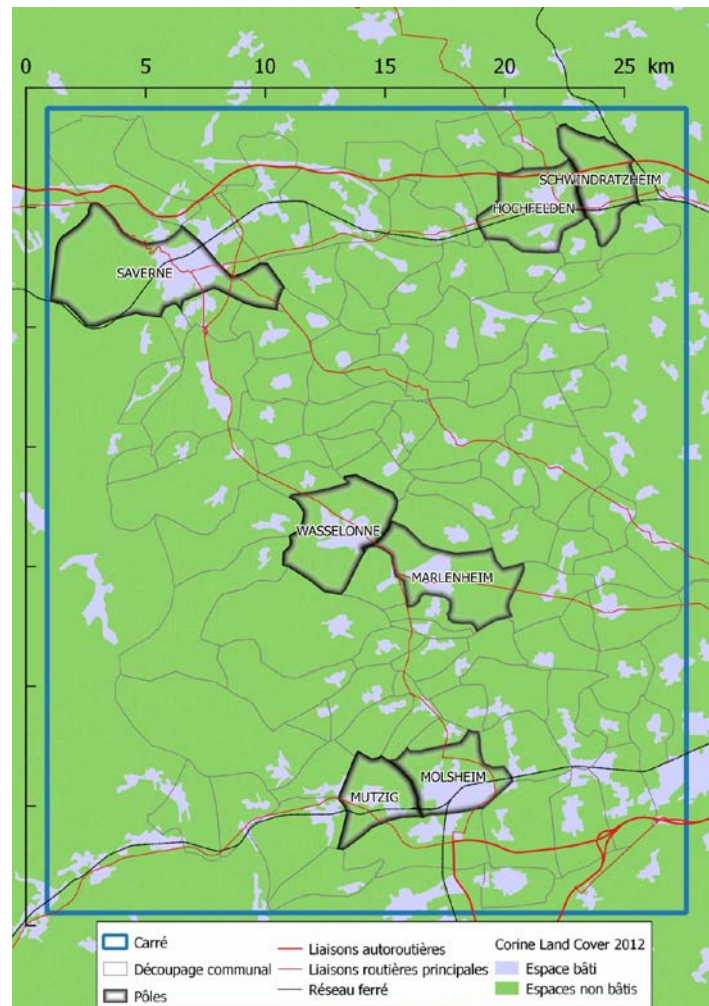 0 5 10 15 20 25 km
SCHWINDRATZHEIM
HOCHFELDEN
SAVERNE
WASSELONNE
MARLENHEIM
MOLSHEIM
MUTZIG
Carré
Découpage communal
Pôles
Liaisons autoroutières
Liaisons routières principales
Réseau ferré
Corine Land Cover 2012
Espace bâti
Espaces non bâtis